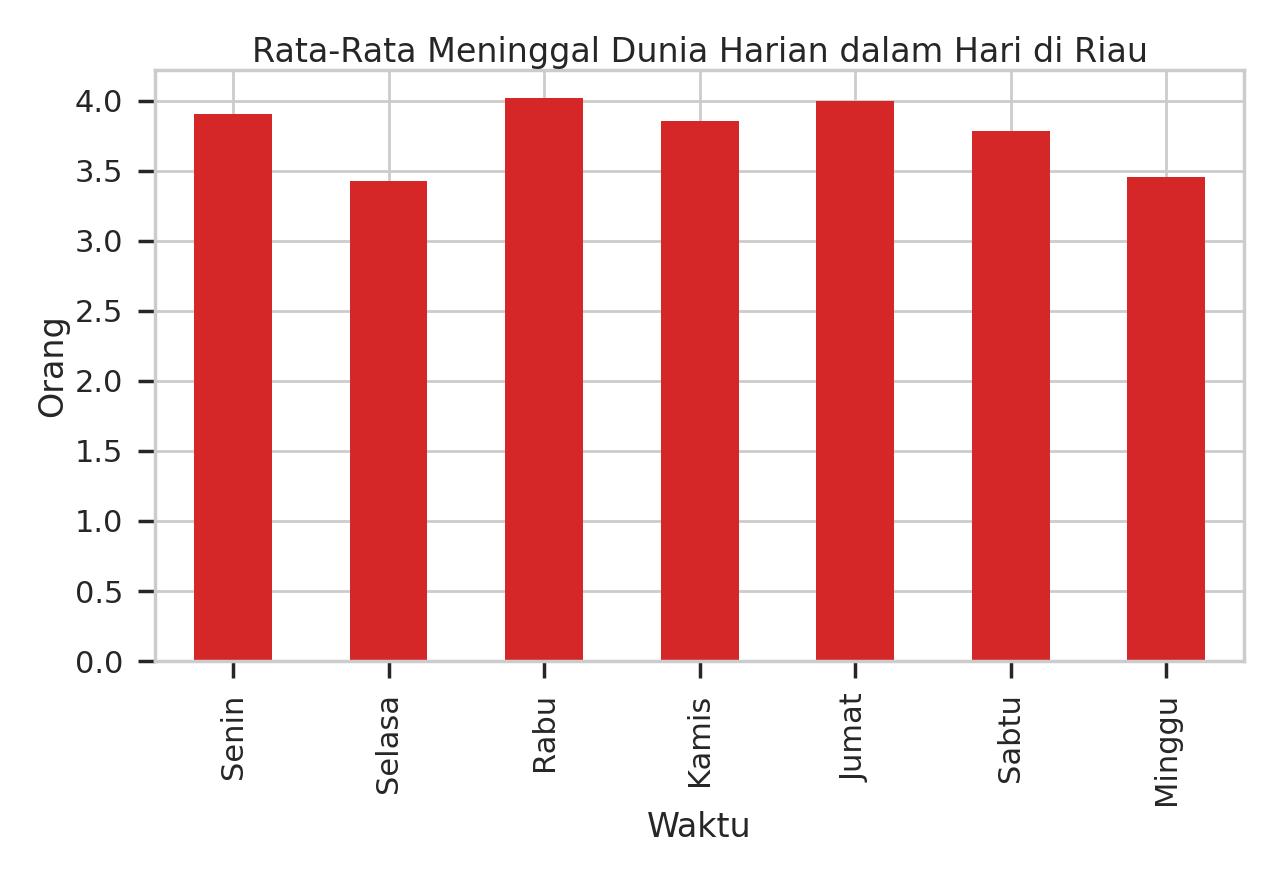 Rata-Rata Meninggal Dunia Harian dalam Hari di Riau
4.0
3.5
3.0
2.5
2.0
1.5
1.0
0.5
0.0
Orang
Senin
Selasa
Rabu
Kamis
Jumat
Sabtu
Minggu
Waktu